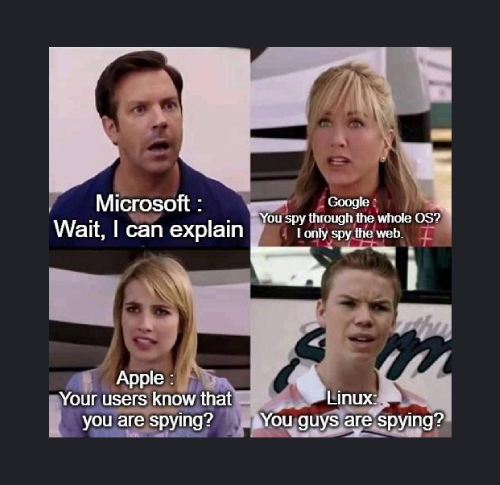 Microsoft :
Wait, I can explain
Google :
You spy through the whole OS?
I only spy the web.
Apple :
Your users know that
you are spying?
Linux:
You guys are spying?